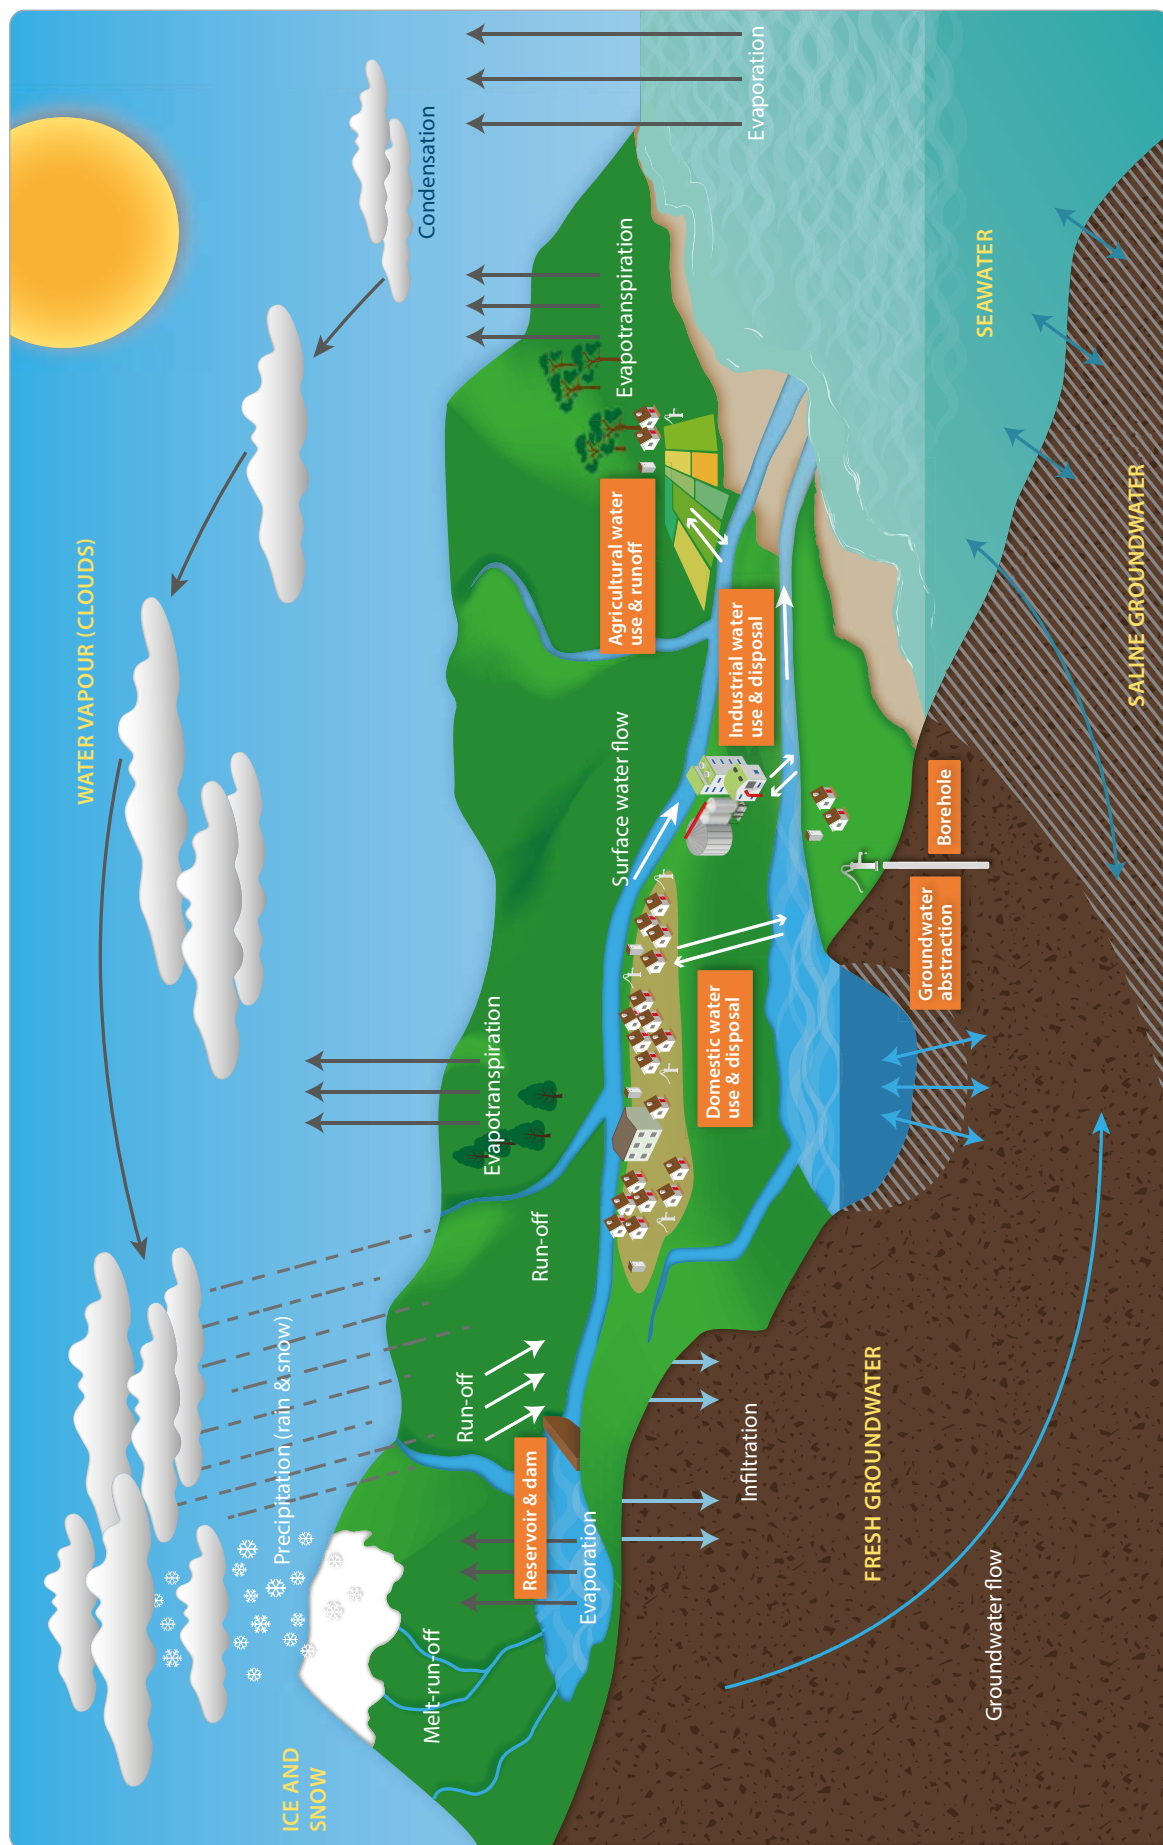 WATER VAPOUR (CLOUDS)
ICE AND
SNOW
Precipitation (rain & snow)
Condensation
Melt-run-off
Run-off
Run-off
Evapotranspiration
Evapotranspiration
Evaporation
Reservoir & dam
Evaporation
Surface water flow
Agricultural water
use & runoff
Domestic water
use & disposal
Industrial water
use & disposal
Infiltration
FRESH GROUNDWATER
Groundwater
abstraction
Borehole
SEAWATER
Groundwater flow
SALINE GROUNDWATER